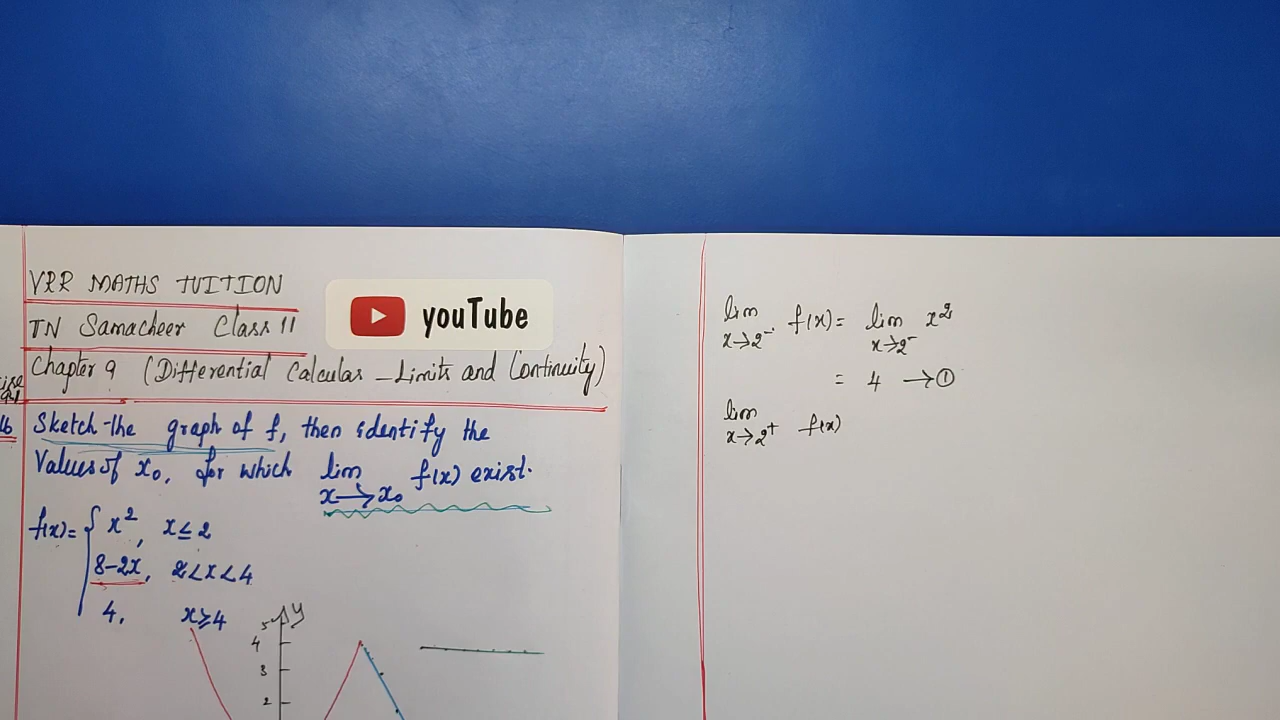 VRR MATHS TUITION
youTube
TN Samacheer Class 11
Chapter 9 (Differential Calculas - Limits and Continuity)
16 Sketch the graph of f, then identify the
Values of x₀, for which lim x→x₀ f(x) exist.
f(x)= { x², x≤2
8-2x, 2<x<4
4. x≥4
y
5
4
3
2
lim x→2⁻ f(x) = lim x→2⁻ x²
= 4 →①
lim x→2⁺ f(x)